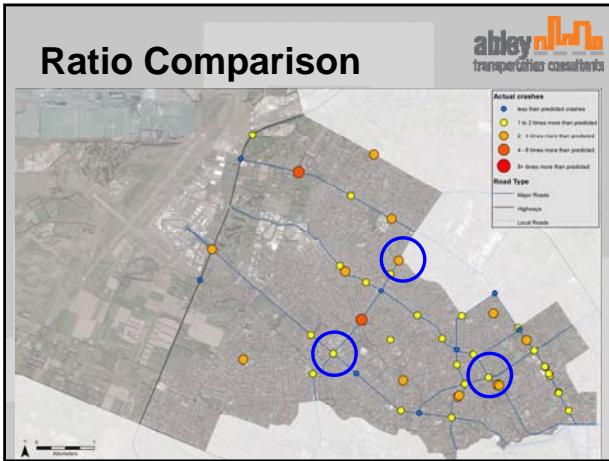 Ratio Comparison
abley
transportation consultants
Actual crashes
less than predicted crashes
1 to 2 times more than predicted
2 - 4 times more than predicted
4 - 8 times more than predicted
8+ times more than predicted
Road Type
Major Roads
Highways
Local Roads
Kilometers